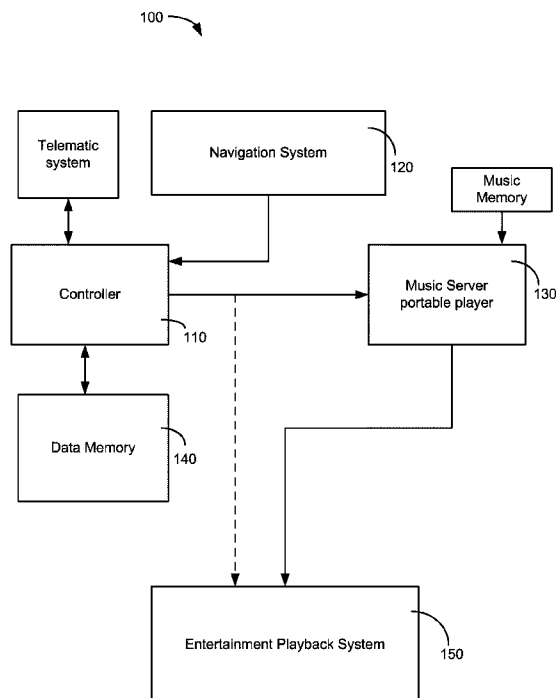 100
Telematic
system
Navigation System
120
Music
Memory
Controller
110
Music Server
portable player
130
Data Memory
140
Entertainment Playback System
150